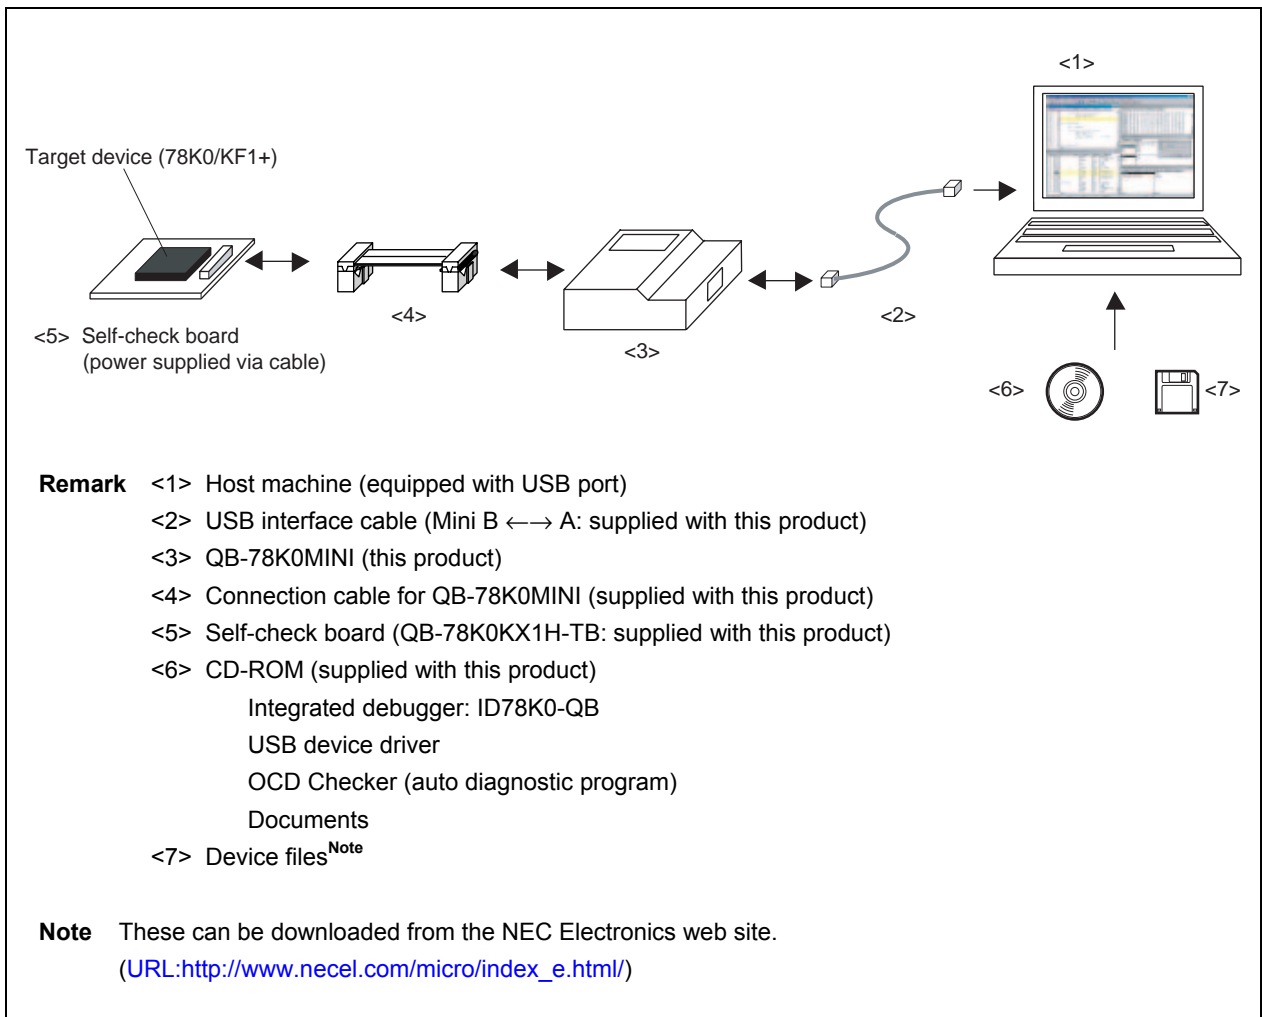 <1>
Target device (78K0/KF1+)
<4>
<2>
<5> Self-check board
(power supplied via cable)
<3>
<6>
<7>
Remark <1> Host machine (equipped with USB port)
<2> USB interface cable (Mini B ←→ A: supplied with this product)
<3> QB-78K0MINI (this product)
<4> Connection cable for QB-78K0MINI (supplied with this product)
<5> Self-check board (QB-78K0KX1H-TB: supplied with this product)
<6> CD-ROM (supplied with this product)
Integrated debugger: ID78K0-QB
USB device driver
OCD Checker (auto diagnostic program)
Documents
<7> Device filesNote
Note These can be downloaded from the NEC Electronics web site.
(URL:http://www.necel.com/micro/index_e.html/)